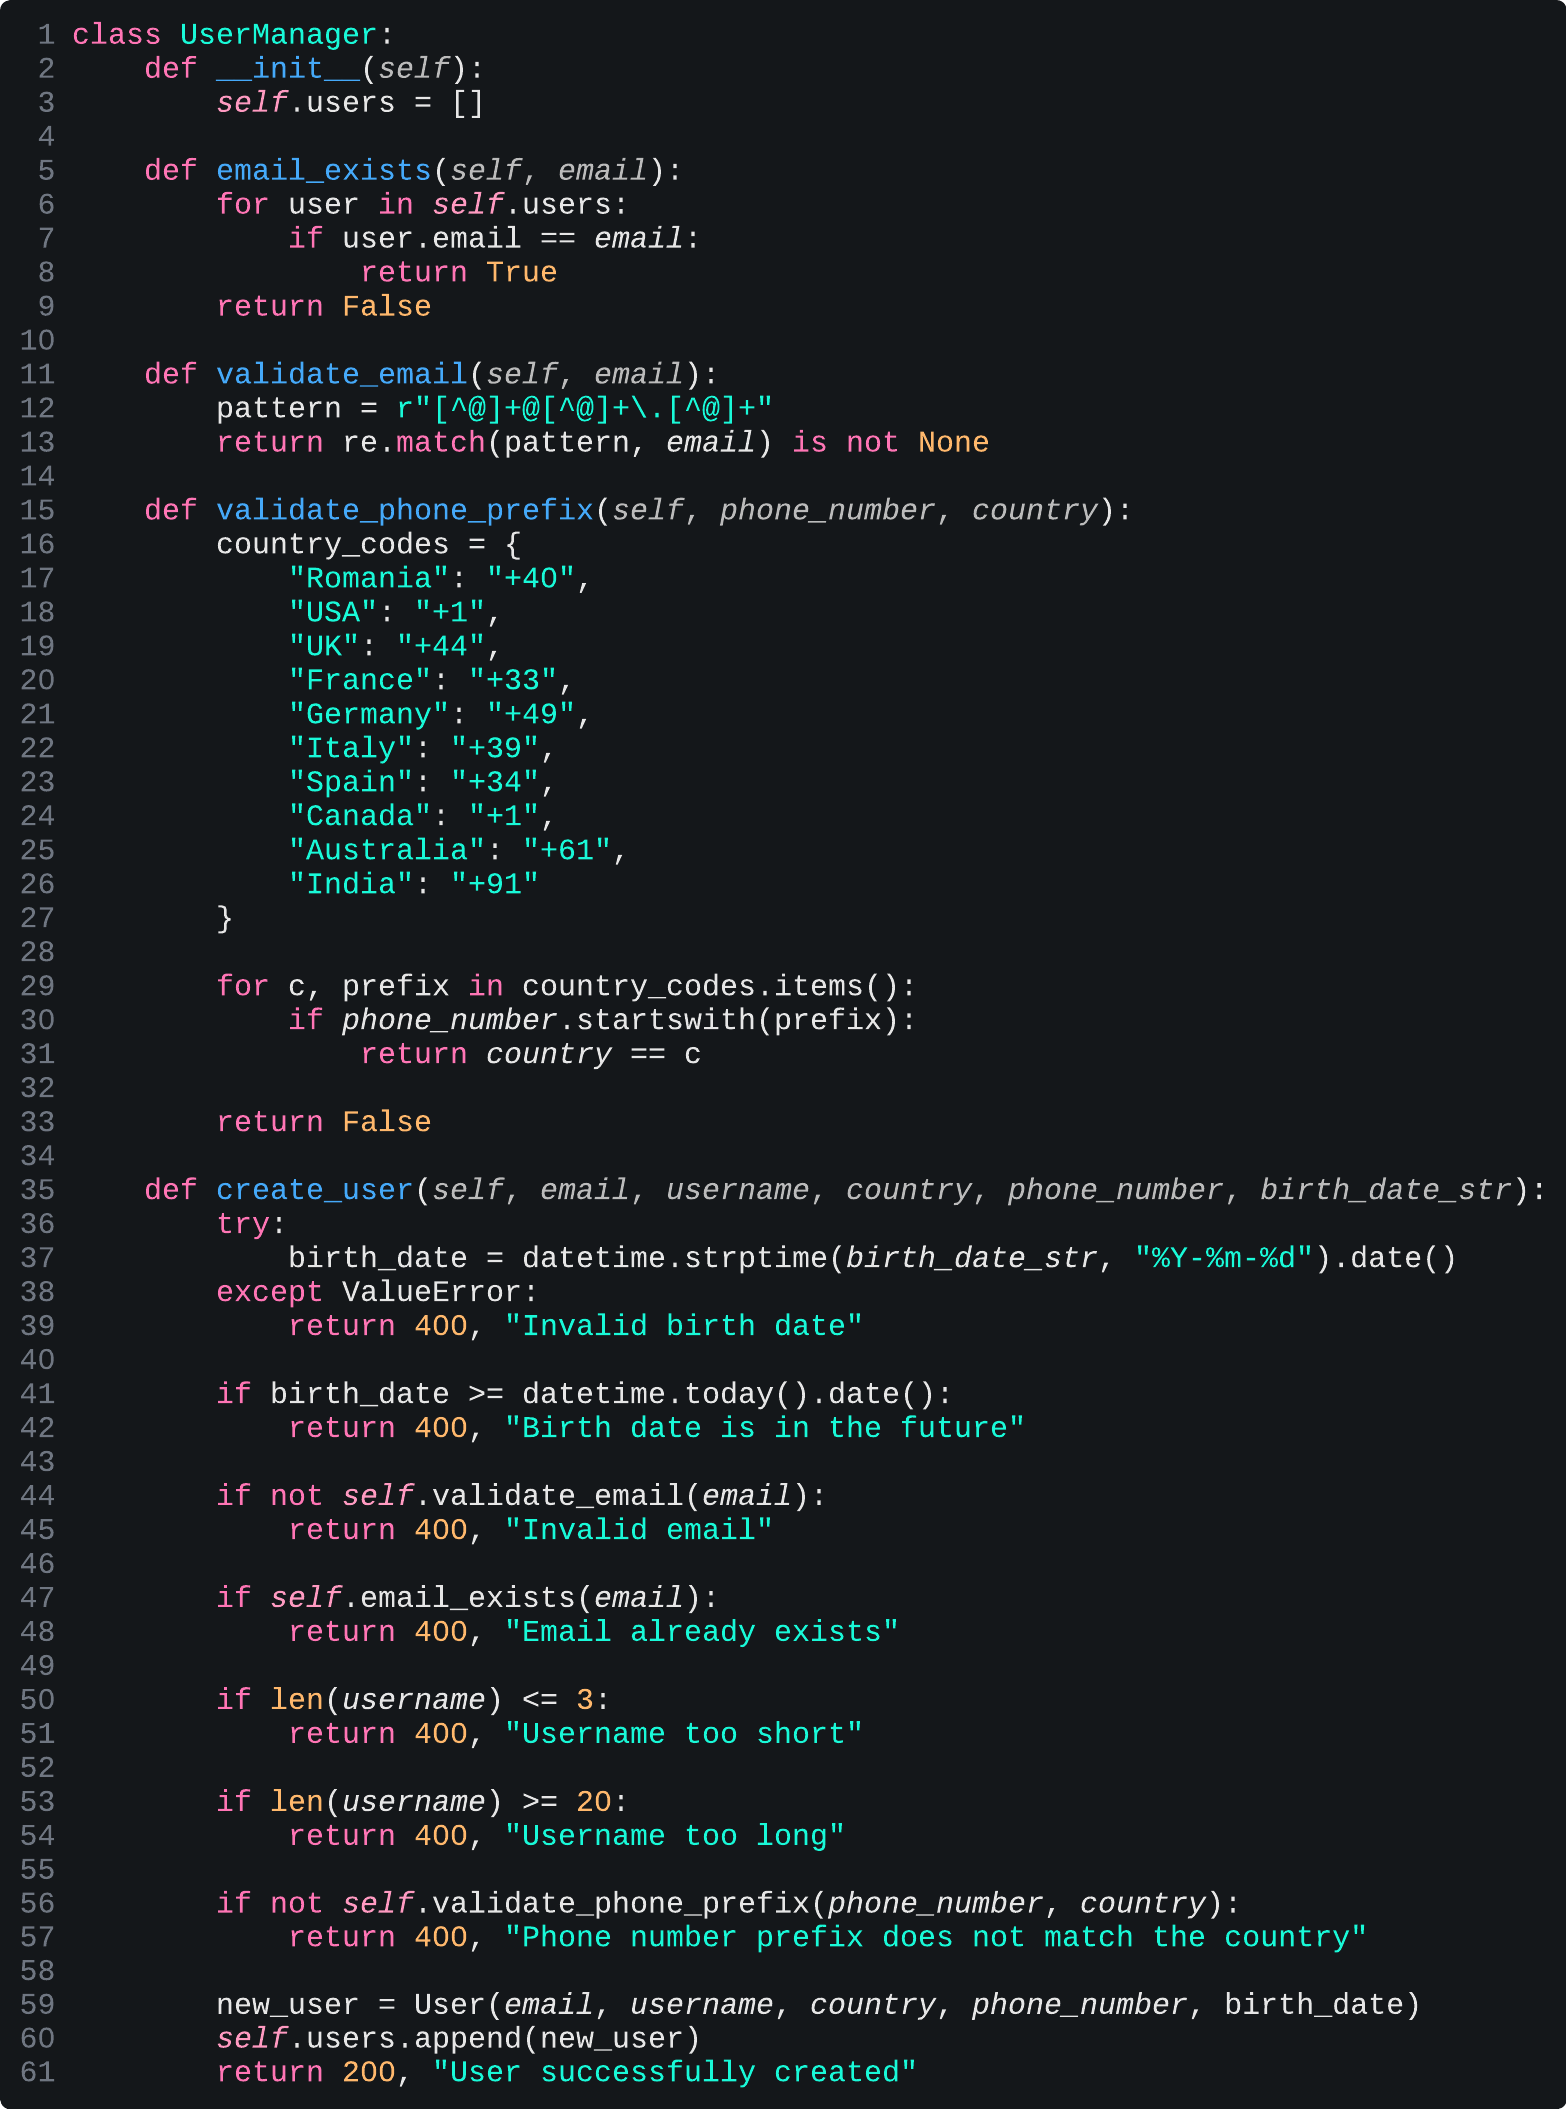 1 class UserManager:
2     def __init__(self):
3         self.users = []
4
5     def email_exists(self, email):
6         for user in self.users:
7             if user.email == email:
8                 return True
9         return False
10
11     def validate_email(self, email):
12         pattern = r"[^@]+@[^@]+\.[^@]+"
13         return re.match(pattern, email) is not None
14
15     def validate_phone_prefix(self, phone_number, country):
16         country_codes = {
17             "Romania": "+40",
18             "USA": "+1",
19             "UK": "+44",
20             "France": "+33",
21             "Germany": "+49",
22             "Italy": "+39",
23             "Spain": "+34",
24             "Canada": "+1",
25             "Australia": "+61",
26             "India": "+91"
27         }
28
29         for c, prefix in country_codes.items():
30             if phone_number.startswith(prefix):
31                 return country == c
32
33         return False
34
35     def create_user(self, email, username, country, phone_number, birth_date_str):
36         try:
37             birth_date = datetime.strptime(birth_date_str, "%Y-%m-%d").date()
38         except ValueError:
39             return 400, "Invalid birth date"
40
41         if birth_date >= datetime.today().date():
42             return 400, "Birth date is in the future"
43
44         if not self.validate_email(email):
45             return 400, "Invalid email"
46
47         if self.email_exists(email):
48             return 400, "Email already exists"
49
50         if len(username) <= 3:
51             return 400, "Username too short"
52
53         if len(username) >= 20:
54             return 400, "Username too long"
55
56         if not self.validate_phone_prefix(phone_number, country):
57             return 400, "Phone number prefix does not match the country"
58
59         new_user = User(email, username, country, phone_number, birth_date)
60         self.users.append(new_user)
61         return 200, "User successfully created"